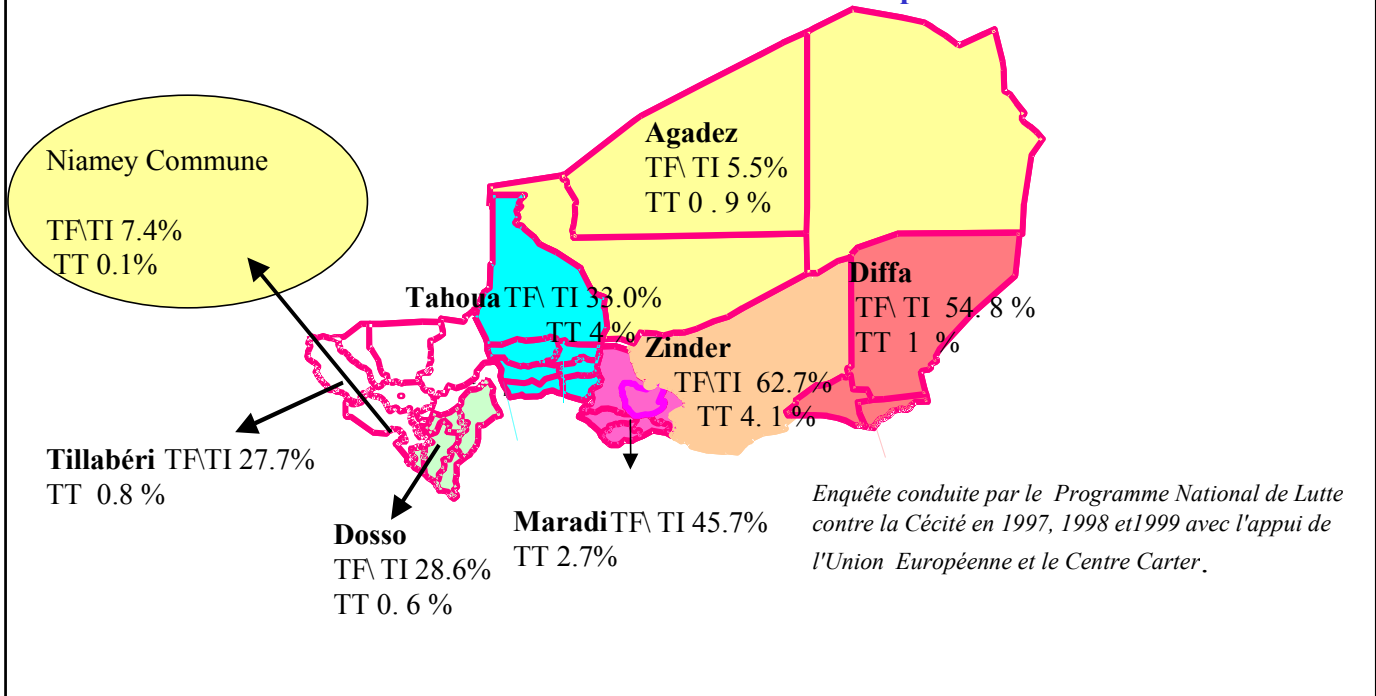 Niamey Commune
TF\TI 7.4%
TT 0.1%
Agadez
TF\ TI 5.5%
TT 0 . 9 %
Diffa
TF\ TI 54. 8 %
TT 1 %
Tahoua TF\ TI 33.0%
TT 4 %
Zinder
TF\TI 62.7%
TT 4. 1 %
Tillabéri TF\TI 27.7%
TT 0.8 %
Dosso
TF\ TI 28.6%
TT 0. 6 %
Maradi TF\ TI 45.7%
TT 2.7%
Enquête conduite par le Programme National de Lutte
contre la Cécité en 1997, 1998 et1999 avec l'appui de
l'Union Européenne et le Centre Carter.